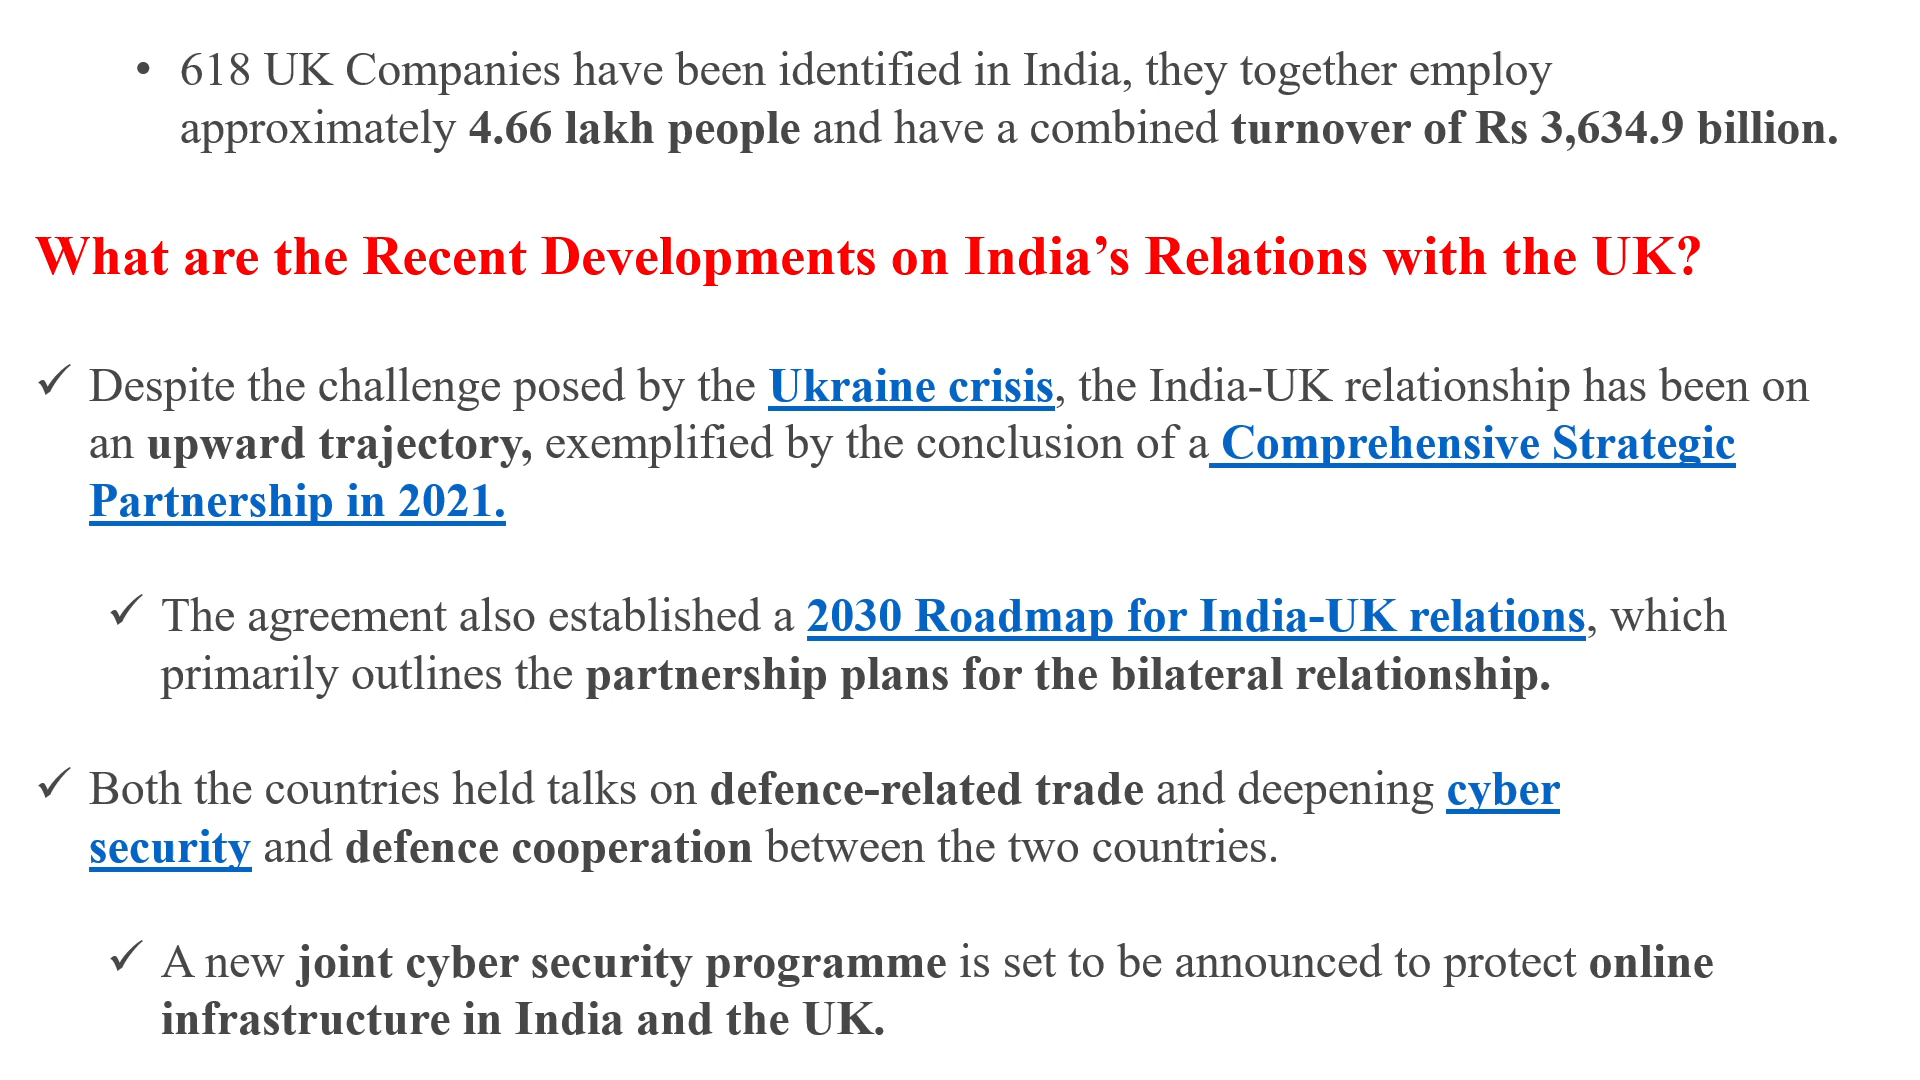 • 618 UK Companies have been identified in India, they together employ
approximately 4.66 lakh people and have a combined turnover of Rs 3,634.9 billion.
What are the Recent Developments on India’s Relations with the UK?
✓ Despite the challenge posed by the Ukraine crisis, the India-UK relationship has been on
an upward trajectory, exemplified by the conclusion of a Comprehensive Strategic
Partnership in 2021.
✓ The agreement also established a 2030 Roadmap for India-UK relations, which
primarily outlines the partnership plans for the bilateral relationship.
✓ Both the countries held talks on defence-related trade and deepening cyber
security and defence cooperation between the two countries.
✓ A new joint cyber security programme is set to be announced to protect online
infrastructure in India and the UK.